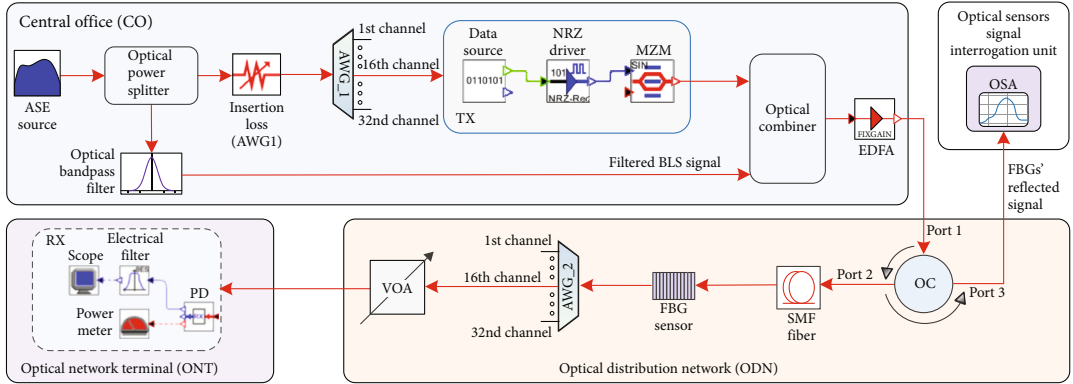 Central office (CO)
ASE
source
Optical
power
splitter
Insertion
loss
(AWG1)
Optical
bandpass
filter
AWG_1
1st channel
16th channel
32nd channel
Data
source
0110101
NRZ
driver
101
NRZ-Rec
MZM
SIN
TX
Filtered BLS signal
Optical
combiner
FIXGAIN
EDFA
Optical sensors
signal
interrogation unit
OSA
FBGs'
reflected
signal
Port 1
Port 2
Port 3
OC
SMF
fiber
FBG
sensor
AWG_2
1st channel
16th channel
32nd channel
VOA
Optical distribution network (ODN)
RX
Scope
Electrical
filter
PD
RX
Power
meter
Optical network terminal (ONT)